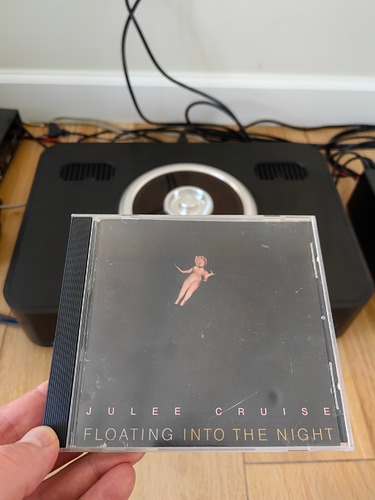 JULEE CRUISE
FLOATING INTO THE NIGHT